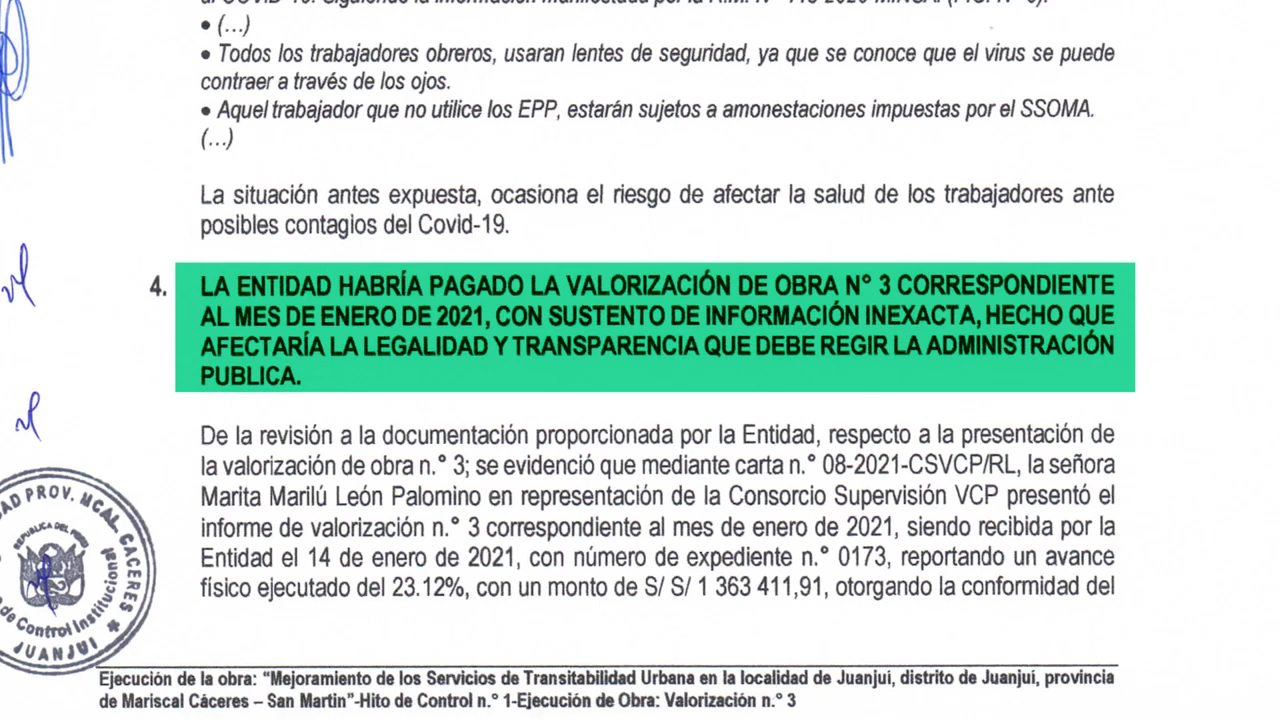 • (...)
• Todos los trabajadores obreros, usaran lentes de seguridad, ya que se conoce que el virus se puede
contraer a través de los ojos.
• Aquel trabajador que no utilice los EPP, estarán sujetos a amonestaciones impuestas por el SSOMA.
(...)
La situación antes expuesta, ocasiona el riesgo de afectar la salud de los trabajadores ante
posibles contagios del Covid-19.
4. LA ENTIDAD HABRÍA PAGADO LA VALORIZACIÓN DE OBRA N° 3 CORRESPONDIENTE
AL MES DE ENERO DE 2021, CON SUSTENTO DE INFORMACIÓN INEXACTA, HECHO QUE
AFECTARÍA LA LEGALIDAD Y TRANSPARENCIA QUE DEBE REGIR LA ADMINISTRACIÓN
PUBLICA.
De la revisión a la documentación proporcionada por la Entidad, respecto a la presentación de
la valorización de obra n.° 3; se evidenció que mediante carta n.° 08-2021-CSVCP/RL, la señora
Marita Marilú León Palomino en representación de la Consorcio Supervisión VCP presentó el
informe de valorización n.° 3 correspondiente al mes de enero de 2021, siendo recibida por la
Entidad el 14 de enero de 2021, con número de expediente n.° 0173, reportando un avance
físico ejecutado del 23.12%, con un monto de S/ S/ 1 363 411,91, otorgando la conformidad del
PROV. MCAL. CACERES
REPUBLICA DEL PERU
de Control Institucional
JUANJUI
Ejecución de la obra: “Mejoramiento de los Servicios de Transitabilidad Urbana en la localidad de Juanjuí, distrito de Juanjuí, provincia
de Mariscal Cáceres – San Martin”-Hito de Control n.° 1-Ejecución de Obra: Valorización n.° 3